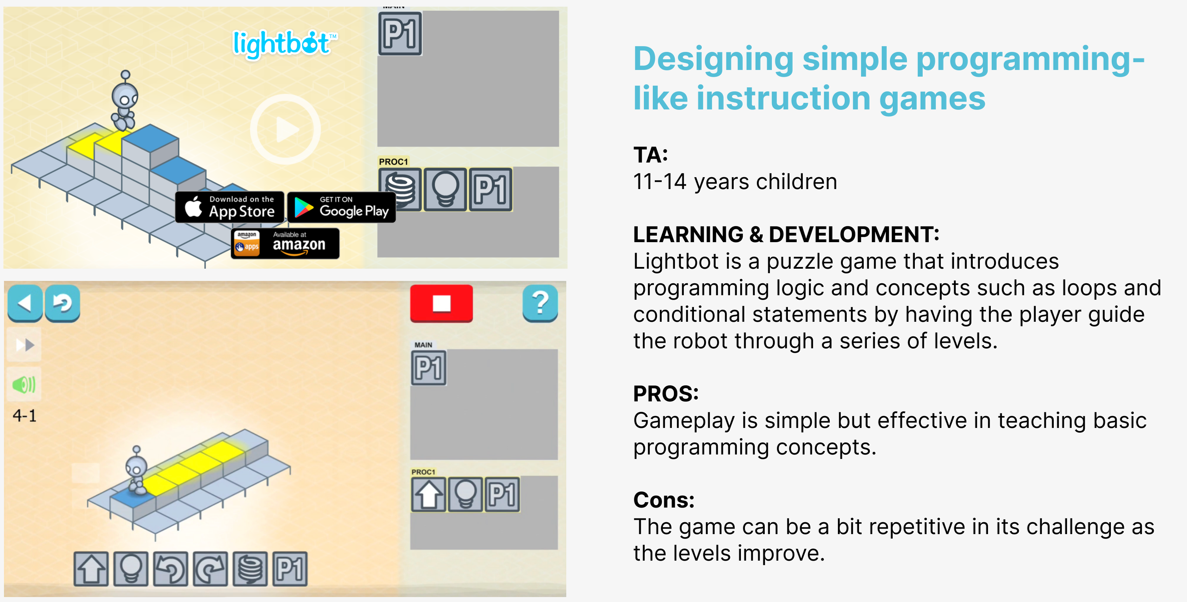 MAIN
P1
lightbot™
PROC1
P1
Download on the
App Store
GET IT ON
Google Play
amazon
apps
Available at
amazon
?
MAIN
P1
4-1
PROC1
P1
P1
Designing simple programming-
like instruction games
TA:
11-14 years children
LEARNING & DEVELOPMENT:
Lightbot is a puzzle game that introduces
programming logic and concepts such as loops and
conditional statements by having the player guide
the robot through a series of levels.
PROS:
Gameplay is simple but effective in teaching basic
programming concepts.
Cons:
The game can be a bit repetitive in its challenge as
the levels improve.